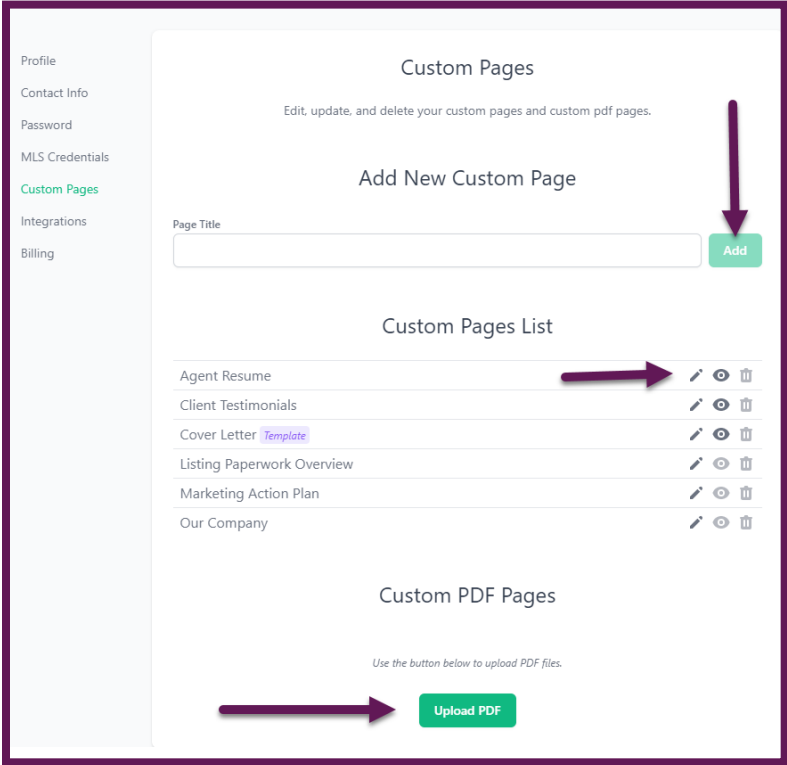 Profile
Contact Info
Password
MLS Credentials
Custom Pages
Integrations
Billing
Custom Pages
Edit, update, and delete your custom pages and custom pdf pages.
Add New Custom Page
Page Title
Add
Custom Pages List
Agent Resume
Client Testimonials
Cover Letter Template
Listing Paperwork Overview
Marketing Action Plan
Our Company
Custom PDF Pages
Use the button below to upload PDF files.
Upload PDF